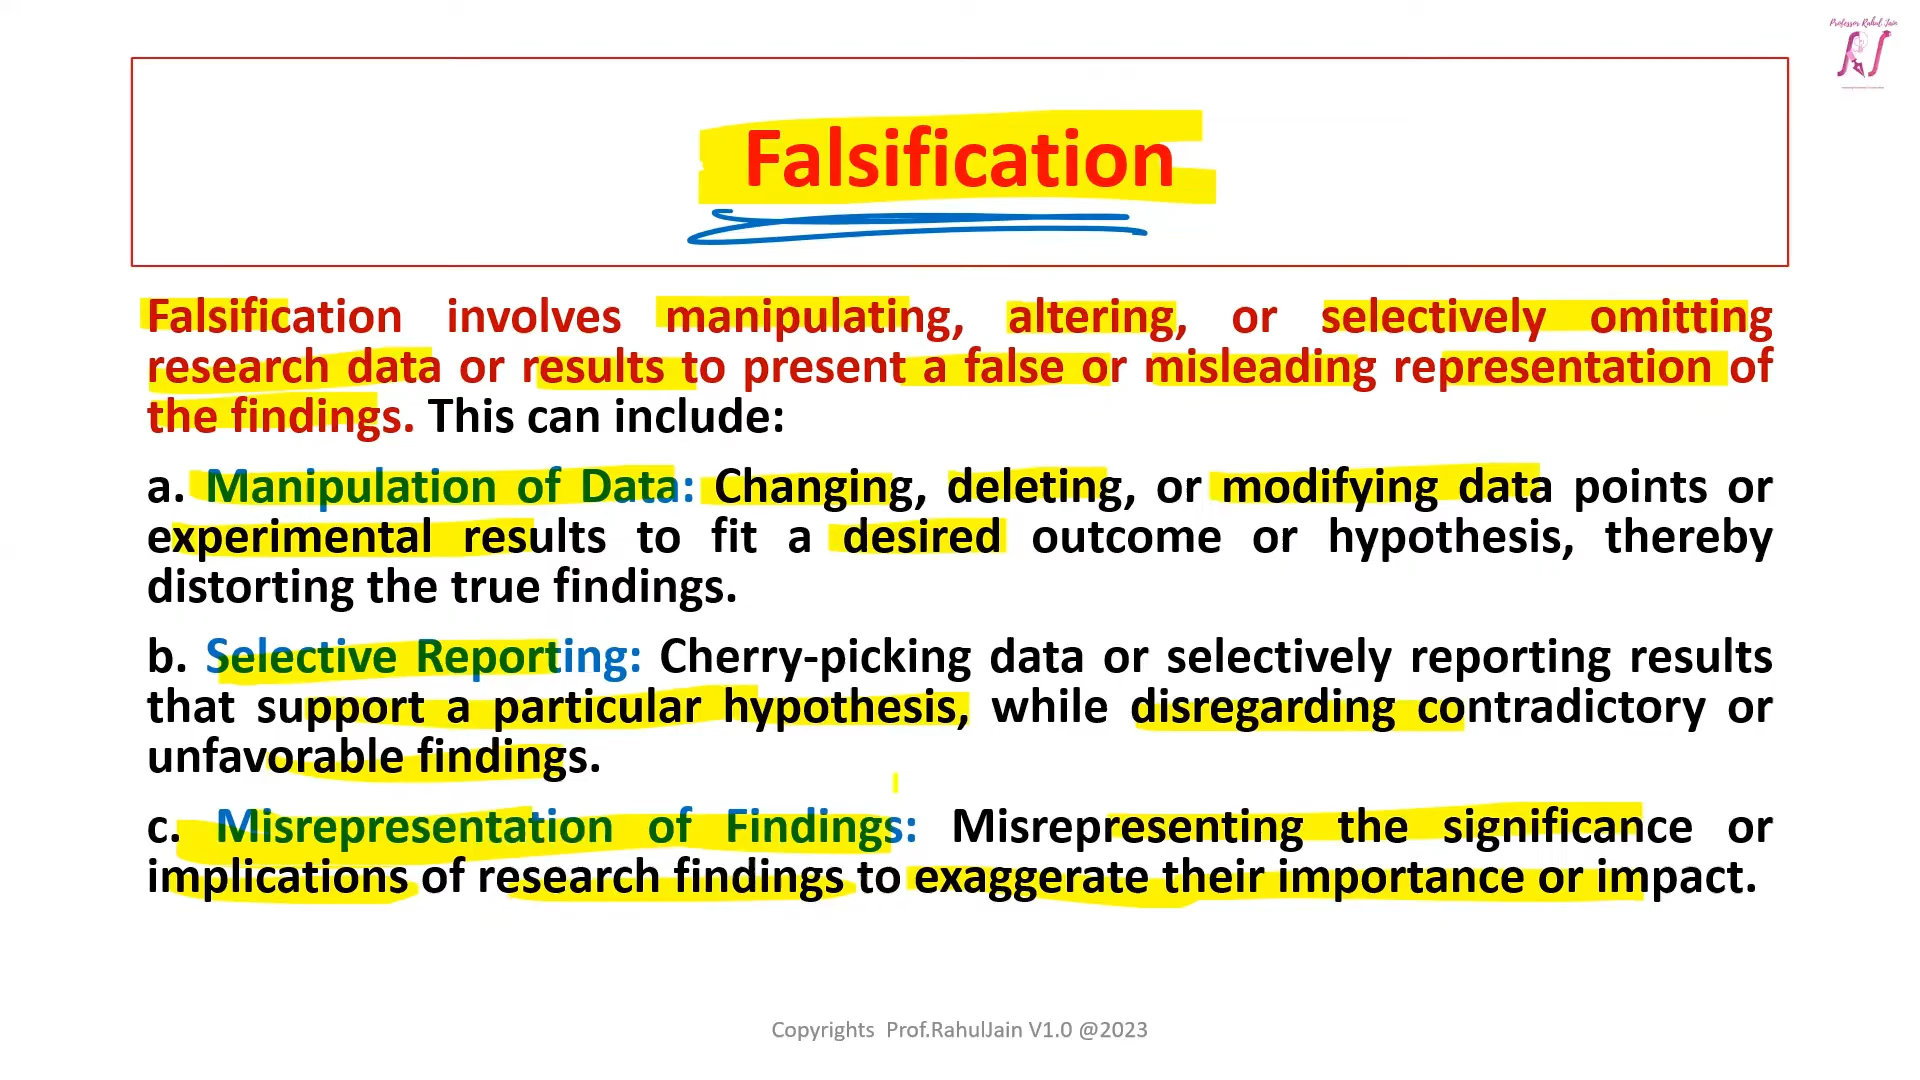 Professor Rahul Jain
Falsification
Falsification involves manipulating, altering, or selectively omitting
research data or results to present a false or misleading representation of
the findings. This can include:
a. Manipulation of Data: Changing, deleting, or modifying data points or
experimental results to fit a desired outcome or hypothesis, thereby
distorting the true findings.
b. Selective Reporting: Cherry-picking data or selectively reporting results
that support a particular hypothesis, while disregarding contradictory or
unfavorable findings.
c. Misrepresentation of Findings: Misrepresenting the significance or
implications of research findings to exaggerate their importance or impact.
Copyrights Prof.RahulJain V1.0 @2023